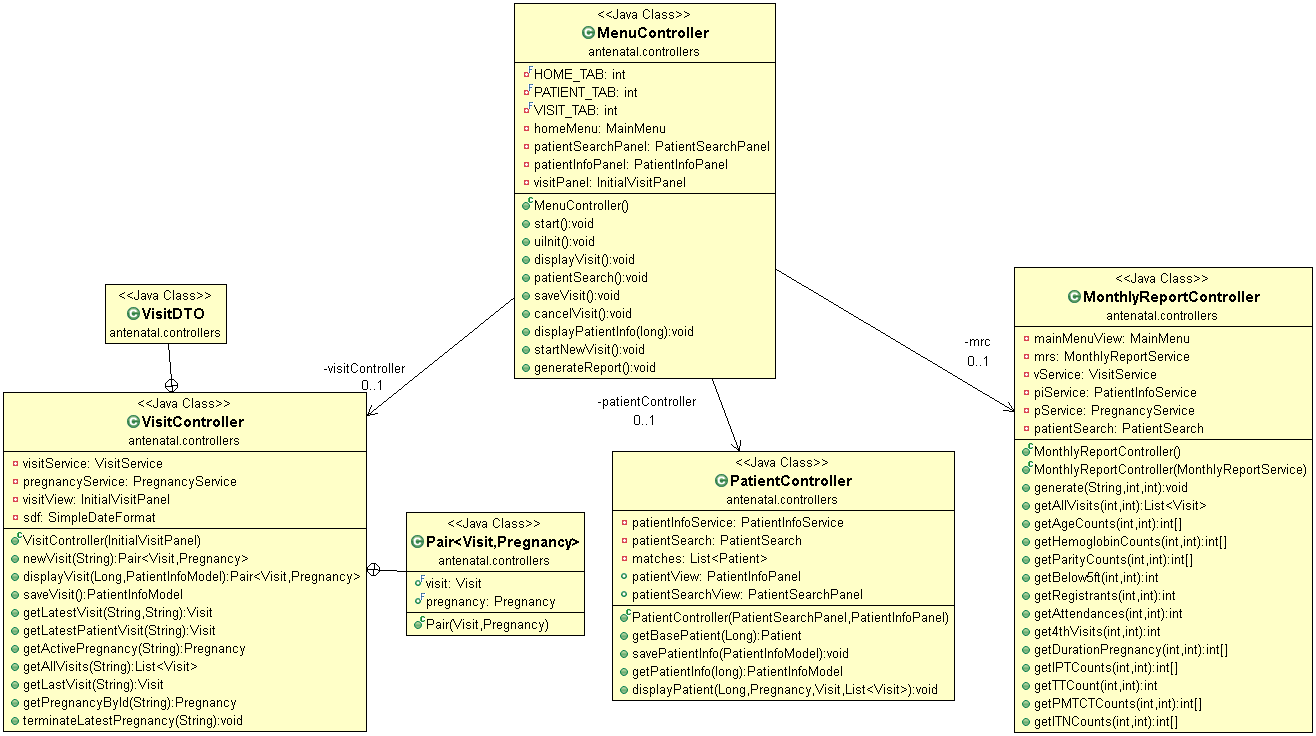 <<Java Class>>
MenuController
antenatal.controllers
HOME_TAB: int
PATIENT_TAB: int
VISIT_TAB: int
homeMenu: MainMenu
patientSearchPanel: PatientSearchPanel
patientInfoPanel: PatientInfoPanel
visitPanel: InitialVisitPanel
MenuController()
start():void
uiInit():void
displayVisit():void
patientSearch():void
saveVisit():void
cancelVisit():void
displayPatientInfo(long):void
startNewVisit():void
generateReport():void
<<Java Class>>
VisitDTO
antenatal.controllers
-visitController
0..1
-patientController
0..1
-mrc
0..1
<<Java Class>>
VisitController
antenatal.controllers
visitService: VisitService
pregnancyService: PregnancyService
visitView: InitialVisitPanel
sdf: SimpleDateFormat
VisitController(InitialVisitPanel)
newVisit(String):Pair<Visit,Pregnancy>
displayVisit(Long,PatientInfoModel):Pair<Visit,Pregnancy>
saveVisit():PatientInfoModel
getLatestVisit(String,String):Visit
getLatestPatientVisit(String):Visit
getActivePregnancy(String):Pregnancy
getAllVisits(String):List<Visit>
getLastVisit(String):Visit
getPregnancyById(String):Pregnancy
terminateLatestPregnancy(String):void
<<Java Class>>
Pair<Visit,Pregnancy>
antenatal.controllers
visit: Visit
pregnancy: Pregnancy
Pair(Visit,Pregnancy)
<<Java Class>>
PatientController
antenatal.controllers
patientInfoService: PatientInfoService
patientSearch: PatientSearch
matches: List<Patient>
patientView: PatientInfoPanel
patientSearchView: PatientSearchPanel
PatientController(PatientSearchPanel,PatientInfoPanel)
getBasePatient(Long):Patient
savePatientInfo(PatientInfoModel):void
getPatientInfo(long):PatientInfoModel
displayPatient(Long,Pregnancy,Visit,List<Visit>):void
<<Java Class>>
MonthlyReportController
antenatal.controllers
mainMenuView: MainMenu
mrs: MonthlyReportService
vService: VisitService
piService: PatientInfoService
pService: PregnancyService
patientSearch: PatientSearch
MonthlyReportController()
MonthlyReportController(MonthlyReportService)
generate(String,int,int):void
getAllVisits(int,int):List<Visit>
getAgeCounts(int,int):int[]
getHemoglobinCounts(int,int):int[]
getParityCounts(int,int):int[]
getBelow5ft(int,int):int
getRegistrants(int,int):int
getAttendances(int,int):int
get4thVisits(int,int):int
getDurationPregnancy(int,int):int[]
getIPTCounts(int,int):int[]
getTTCount(int,int):int
getPMTCTCounts(int,int):int[]
getITNCounts(int,int):int[]